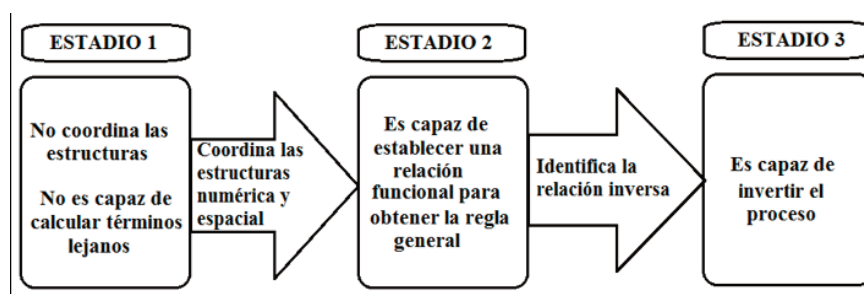 ESTADIO 1
No coordina las
estructuras
No es capaz de
calcular términos
lejanos
Coordina las
estructuras
numérica y
espacial
ESTADIO 2
Es capaz de
establecer una
relación
funcional para
obtener la regla
general
Identifica la
relación inversa
ESTADIO 3
Es capaz de
invertir el
proceso